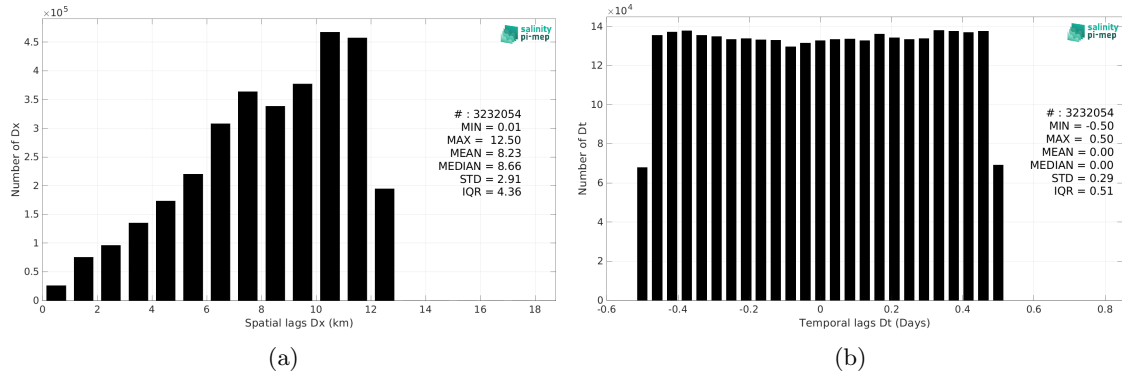 ×10⁵
4.5
4
3.5
3
2.5
2
1.5
1
0.5
0
Number of Dx
0 2 4 6 8 10 12 14 16 18
Spatial lags Dx (km)
salinity
pi-mep
# : 3232054
MIN = 0.01
MAX = 12.50
MEAN = 8.23
MEDIAN = 8.66
STD = 2.91
IQR = 4.36
(a)
×10⁴
14
12
10
8
6
4
2
0
Number of Dt
-0.6 -0.4 -0.2 0 0.2 0.4 0.6 0.8
Temporal lags Dt (Days)
salinity
pi-mep
# : 3232054
MIN = -0.50
MAX = 0.50
MEAN = 0.00
MEDIAN = 0.00
STD = 0.29
IQR = 0.51
(b)